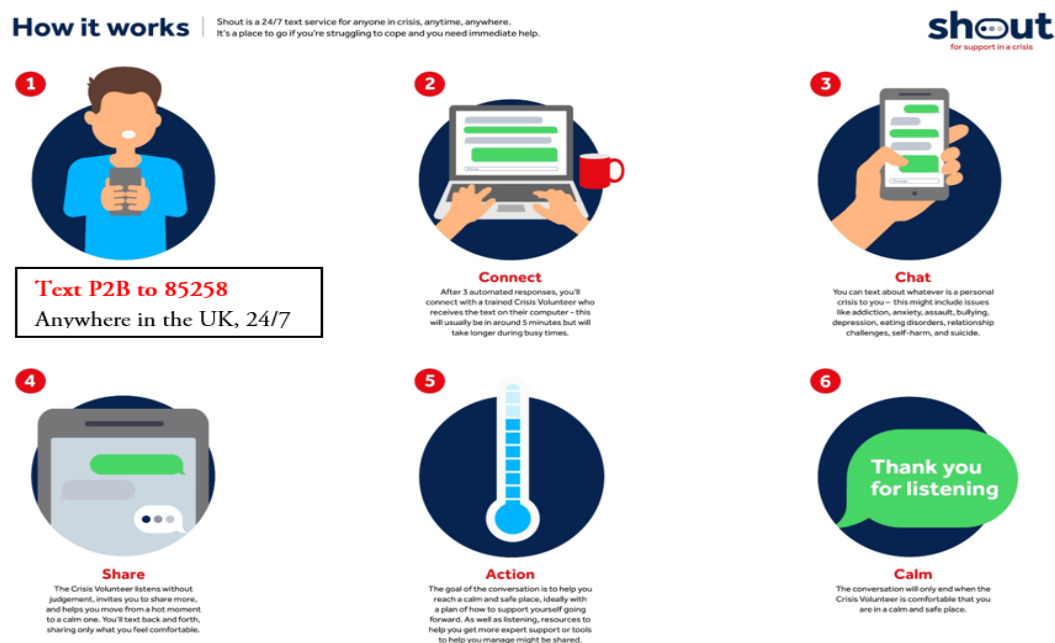 How it works
Shout is a 24/7 text service for anyone in crisis, anytime, anywhere.
It's a place to go if you're struggling to cope and you need immediate help.
shout
for support in a crisis
1
Text P2B to 85258
Anywhere in the UK, 24/7
2
Connect
After 3 automated responses, you'll
connect with a trained Crisis Volunteer who
receives the text on their computer - this
will usually be in around 5 minutes but will
take longer during busy times.
3
Chat
You can text about whatever is a personal
crisis to you – this might include issues
like addiction, anxiety, assault, bullying,
depression, eating disorders, relationship
challenges, self-harm, and suicide.
4
Share
The Crisis Volunteer listens without
judgement, invites you to share more,
and helps you move from a hot moment
to a calm one. You'll text back and forth,
sharing only what you feel comfortable.
5
Action
The goal of the conversation is to help you
reach a calm and safe place, ideally with
a plan of how to support yourself going
forward. As well as listening, resources to
help you get more expert support or tools
to help you manage might be shared.
6
Thank you
for listening
Calm
The conversation will only end when the
Crisis Volunteer is comfortable that you
are in a calm and safe place.